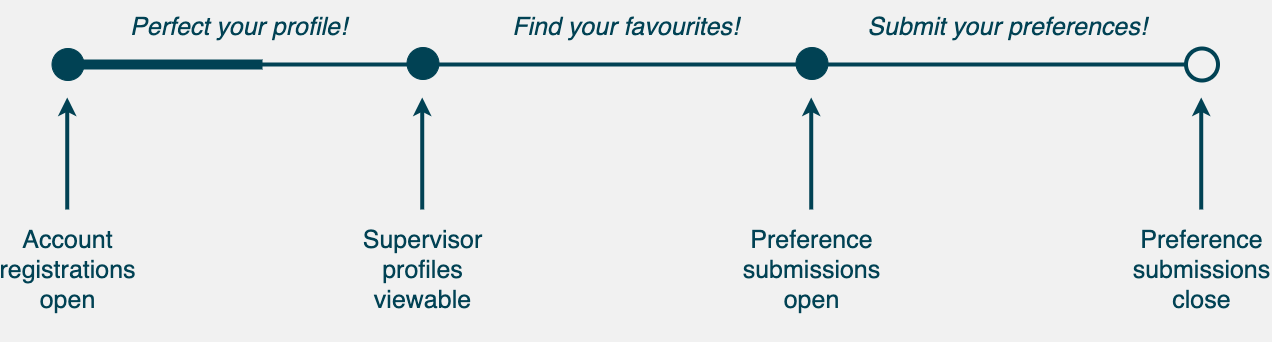 Perfect your profile!
Find your favourites!
Submit your preferences!
Account
registrations
open
Supervisor
profiles
viewable
Preference
submissions
open
Preference
submissions
close